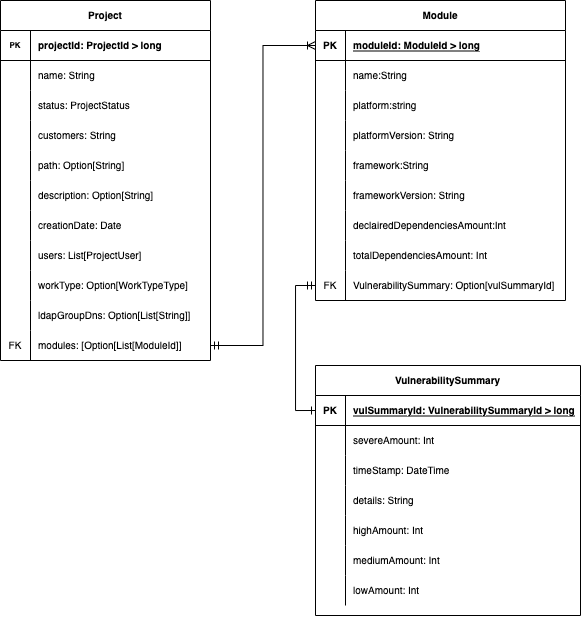 Project
PK projectId: ProjectId > long
name: String
status: ProjectStatus
customers: String
path: Option[String]
description: Option[String]
creationDate: Date
users: List[ProjectUser]
workType: Option[WorkTypeType]
ldapGroupDns: Option[List[String]]
FK modules: [Option[List[ModuleId]]
Module
PK moduleId: ModuleId > long
name:String
platform:string
platformVersion: String
framework:String
frameworkVersion: String
declairedDependenciesAmount:Int
totalDependenciesAmount: Int
FK VulnerabilitySummary: Option[vulSummaryId]
VulnerabilitySummary
PK vulSummaryId: VulnerabilitySummaryId > long
severeAmount: Int
timeStamp: DateTime
details: String
highAmount: Int
mediumAmount: Int
lowAmount: Int